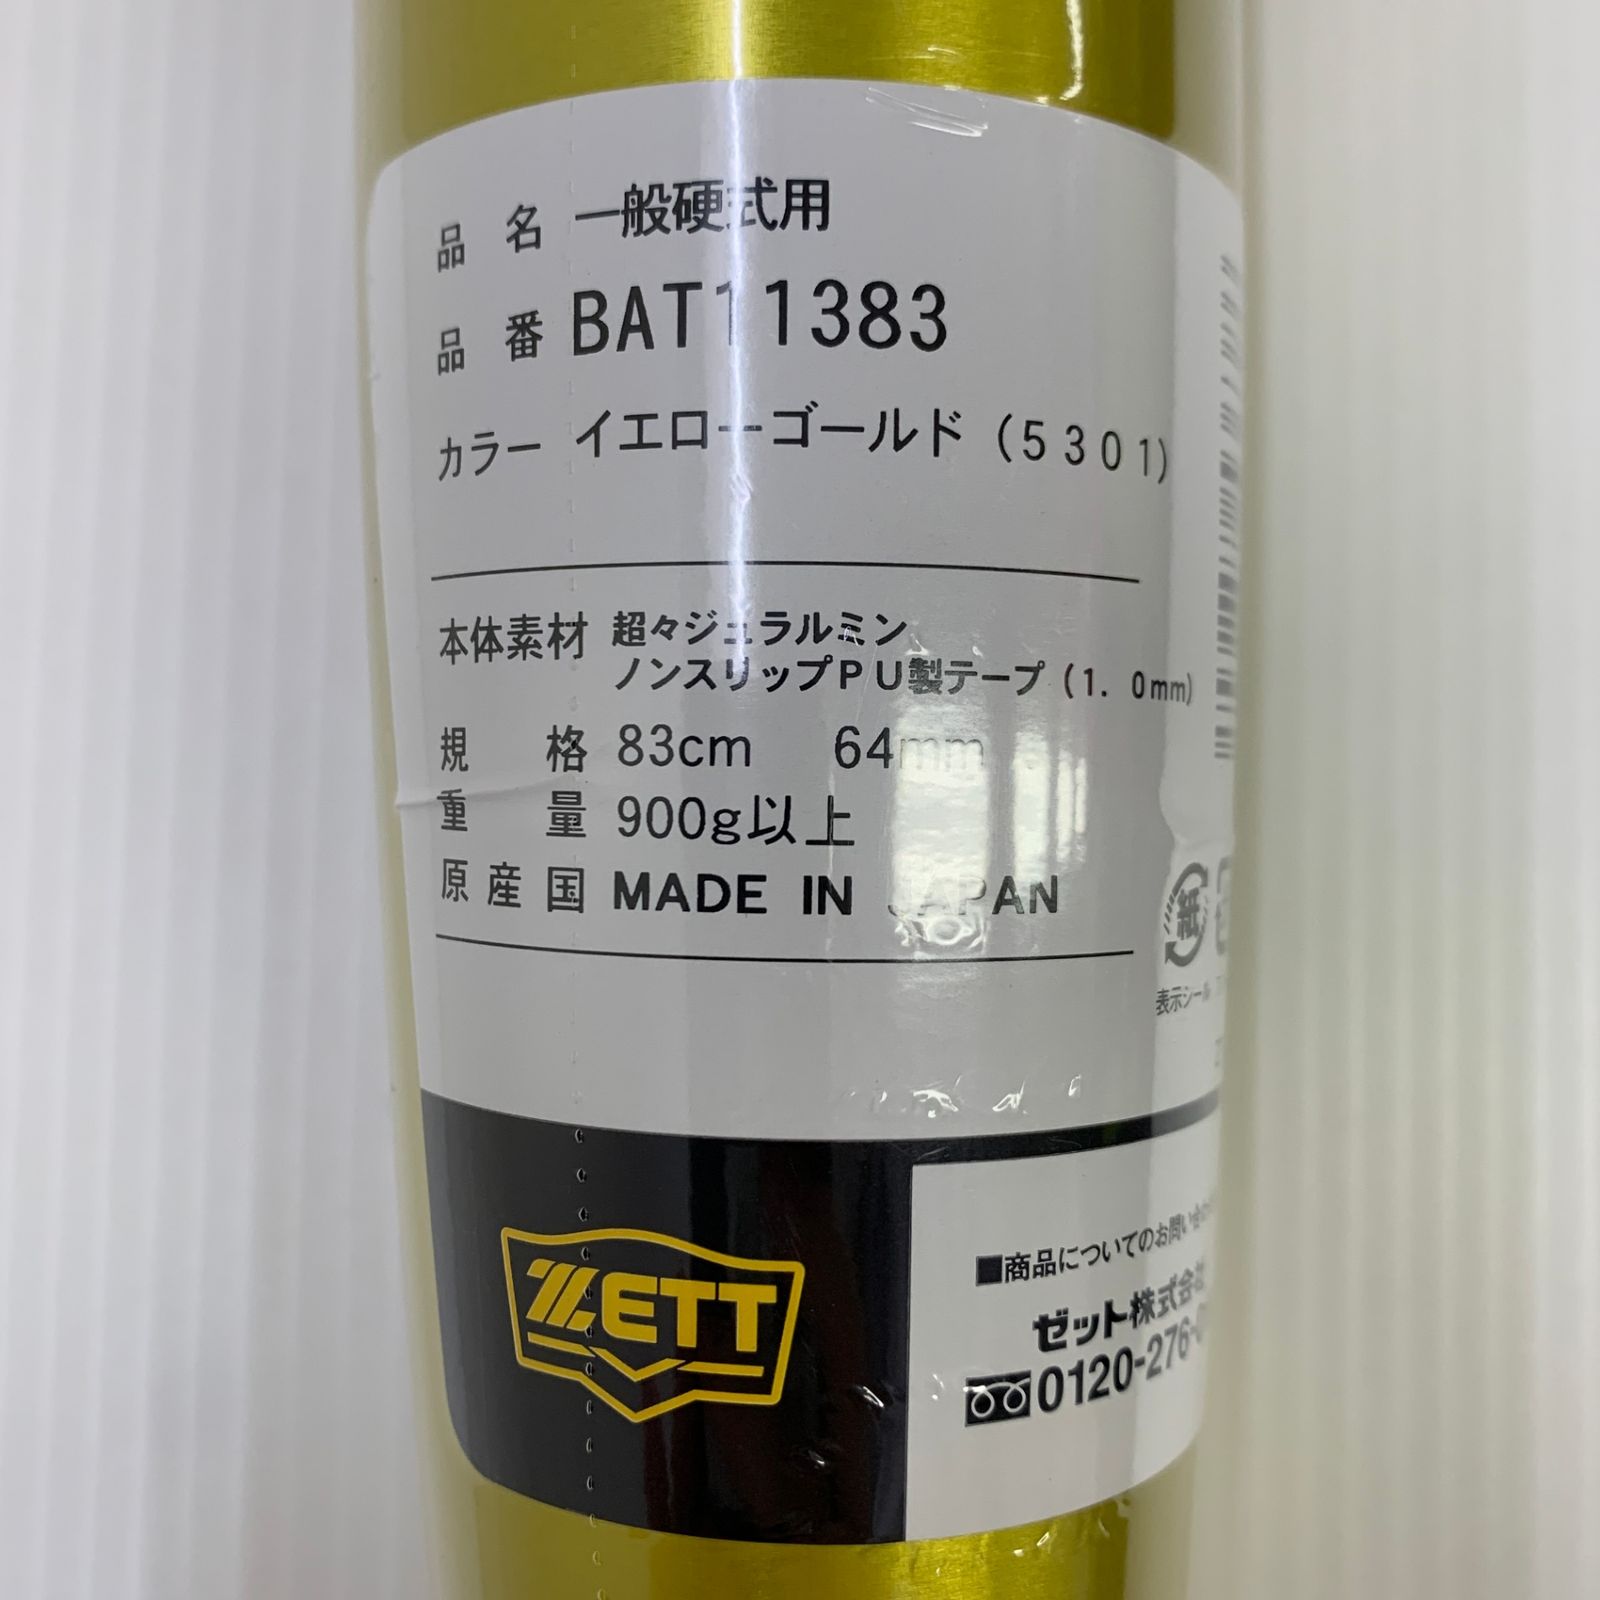 品 名 一般硬式用
品 番 BAT11383
カラー イエローゴールド (5301)
本体素材 超々ジュラルミン
ノンスリップPU製テープ (1.0mm)
規 格 83cm 64mm
重 量 900g以上
原産国 MADE IN JAPAN
紙
表示シール
ZETT
■商品についてのお問い合わ
ゼット株式会社
0120-276-